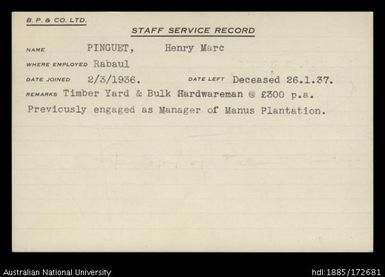 B. P. & CO. LTD.
STAFF SERVICE RECORD
NAME PINGUET, Henry Marc
WHERE EMPLOYED Rabaul
DATE JOINED 2/3/1936. DATE LEFT Deceased 26.1.37.
REMARKS Timber Yard & Bulk Hardwareman @ £300 p.a.
Previously engaged as Manager of Manus Plantation.
Australian National University
hdl:1885/172681